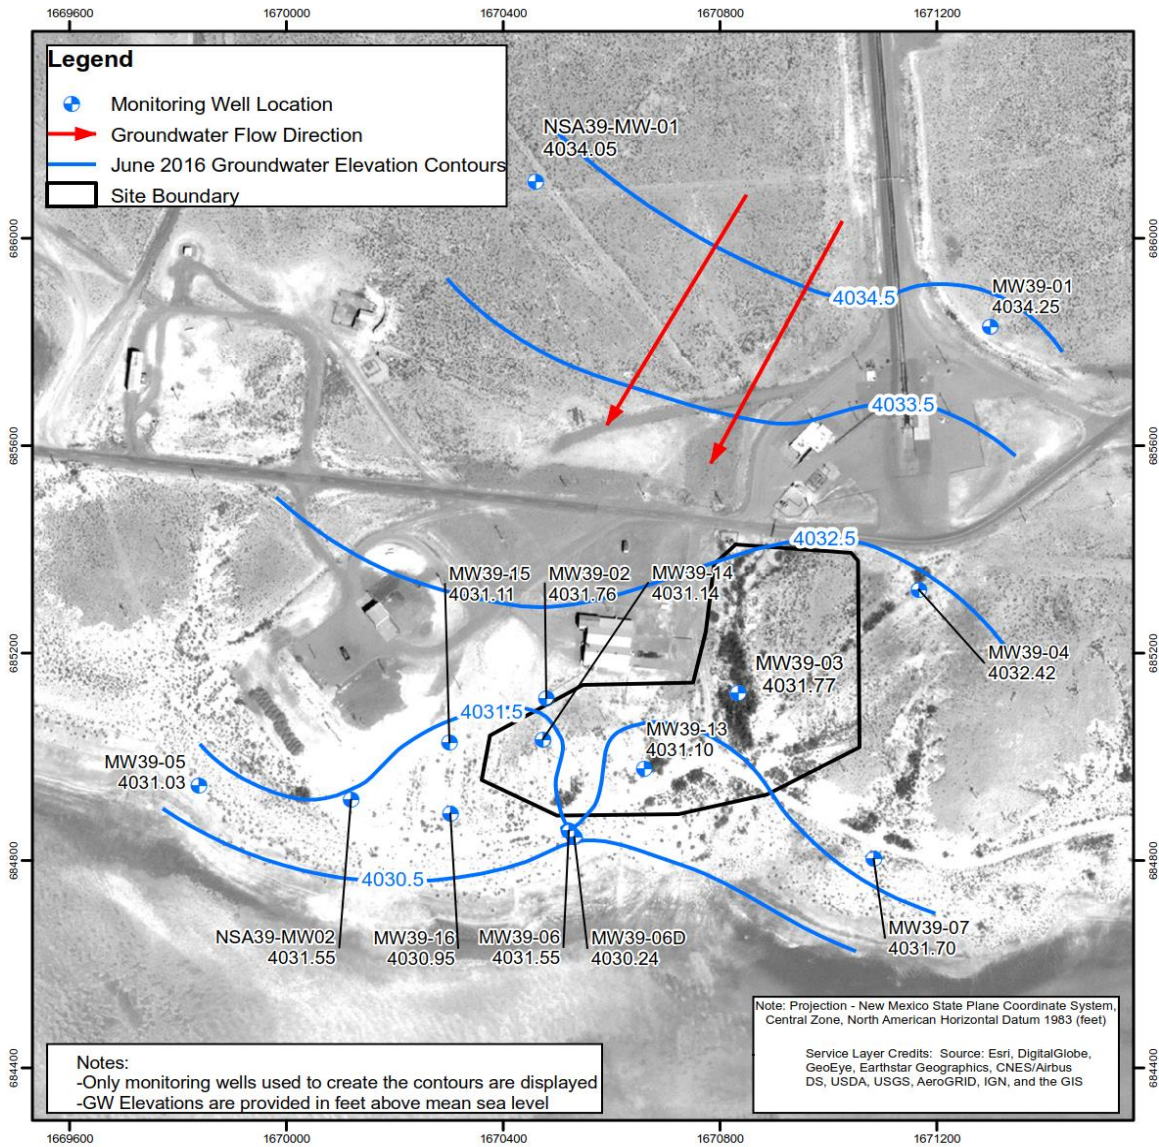 1669600
1670000
1670400
1670800
1671200
Legend
Monitoring Well Location
Groundwater Flow Direction
June 2016 Groundwater Elevation Contours
Site Boundary
NSA39-MW-01
4034.05
686000
686000
MW39-01
4034.25
4034.5
4033.5
685600
685600
4032.5
MW39-15
4031.11
MW39-02
4031.76
MW39-14
4031.14
685200
685200
MW39-04
4032.42
MW39-03
4031.77
4031.5
MW39-13
4031.10
MW39-05
4031.03
684800
684800
4030.5
NSA39-MW02
4031.55
MW39-16
4030.95
MW39-06
4031.55
MW39-06D
4030.24
MW39-07
4031.70
Note: Projection - New Mexico State Plane Coordinate System,
Central Zone, North American Horizontal Datum 1983 (feet)
Service Layer Credits: Source: Esri, DigitalGlobe,
GeoEye, Earthstar Geographics, CNES/Airbus
DS, USDA, USGS, AeroGRID, IGN, and the GIS
684400
684400
Notes:
-Only monitoring wells used to create the contours are displayed
-GW Elevations are provided in feet above mean sea level
1669600
1670000
1670400
1670800
1671200